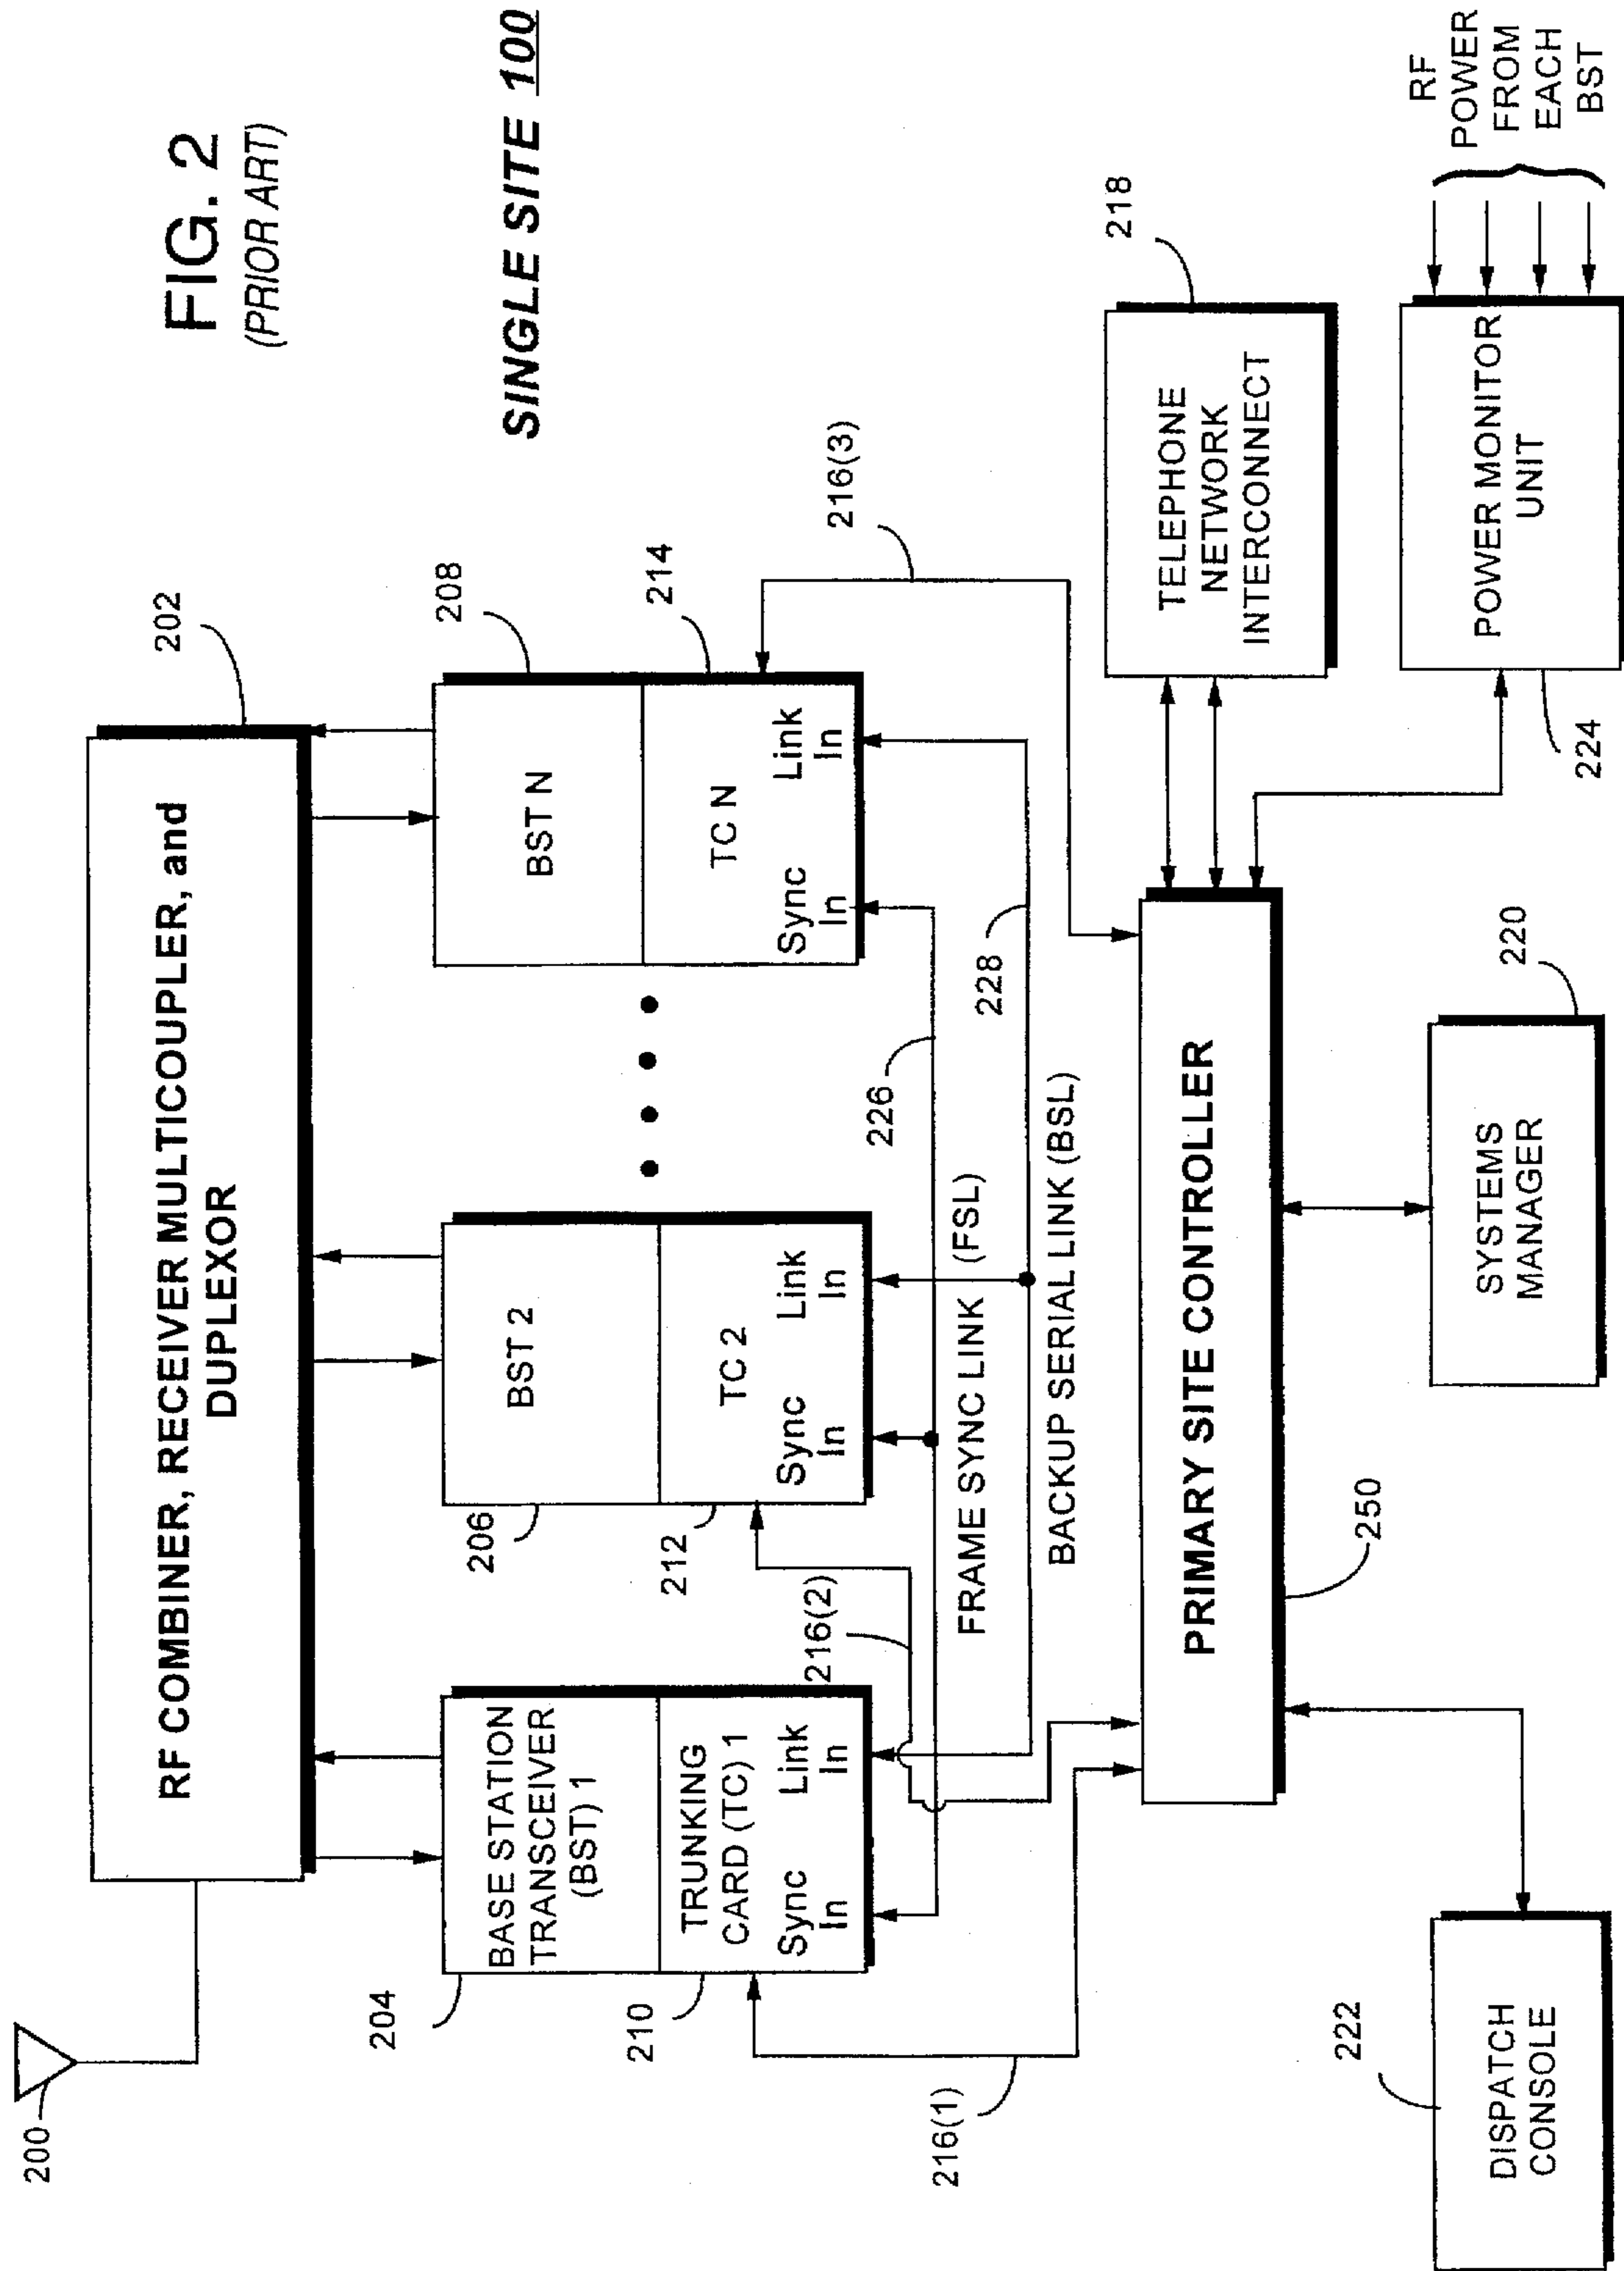 FIG. 2
(PRIOR ART)
SINGLE SITE 100
200
202
RF COMBINER, RECEIVER MULTICOUPLER, and
DUPLEXOR
204
BASE STATION
TRANSCEIVER
(BST) 1
210
TRUNKING
CARD (TC) 1
Sync
In
Link
In
206
BST 2
212
TC 2
Sync
In
Link
In
208
BST N
214
TC N
Sync
In
Link
In
216(1)
216(2)
216(3)
226
FRAME SYNC LINK (FSL)
228
BACKUP SERIAL LINK (BSL)
PRIMARY SITE CONTROLLER
250
218
TELEPHONE
NETWORK
INTERCONNECT
222
DISPATCH
CONSOLE
220
SYSTEMS
MANAGER
224
POWER MONITOR
UNIT
RF
POWER
FROM
EACH
BST